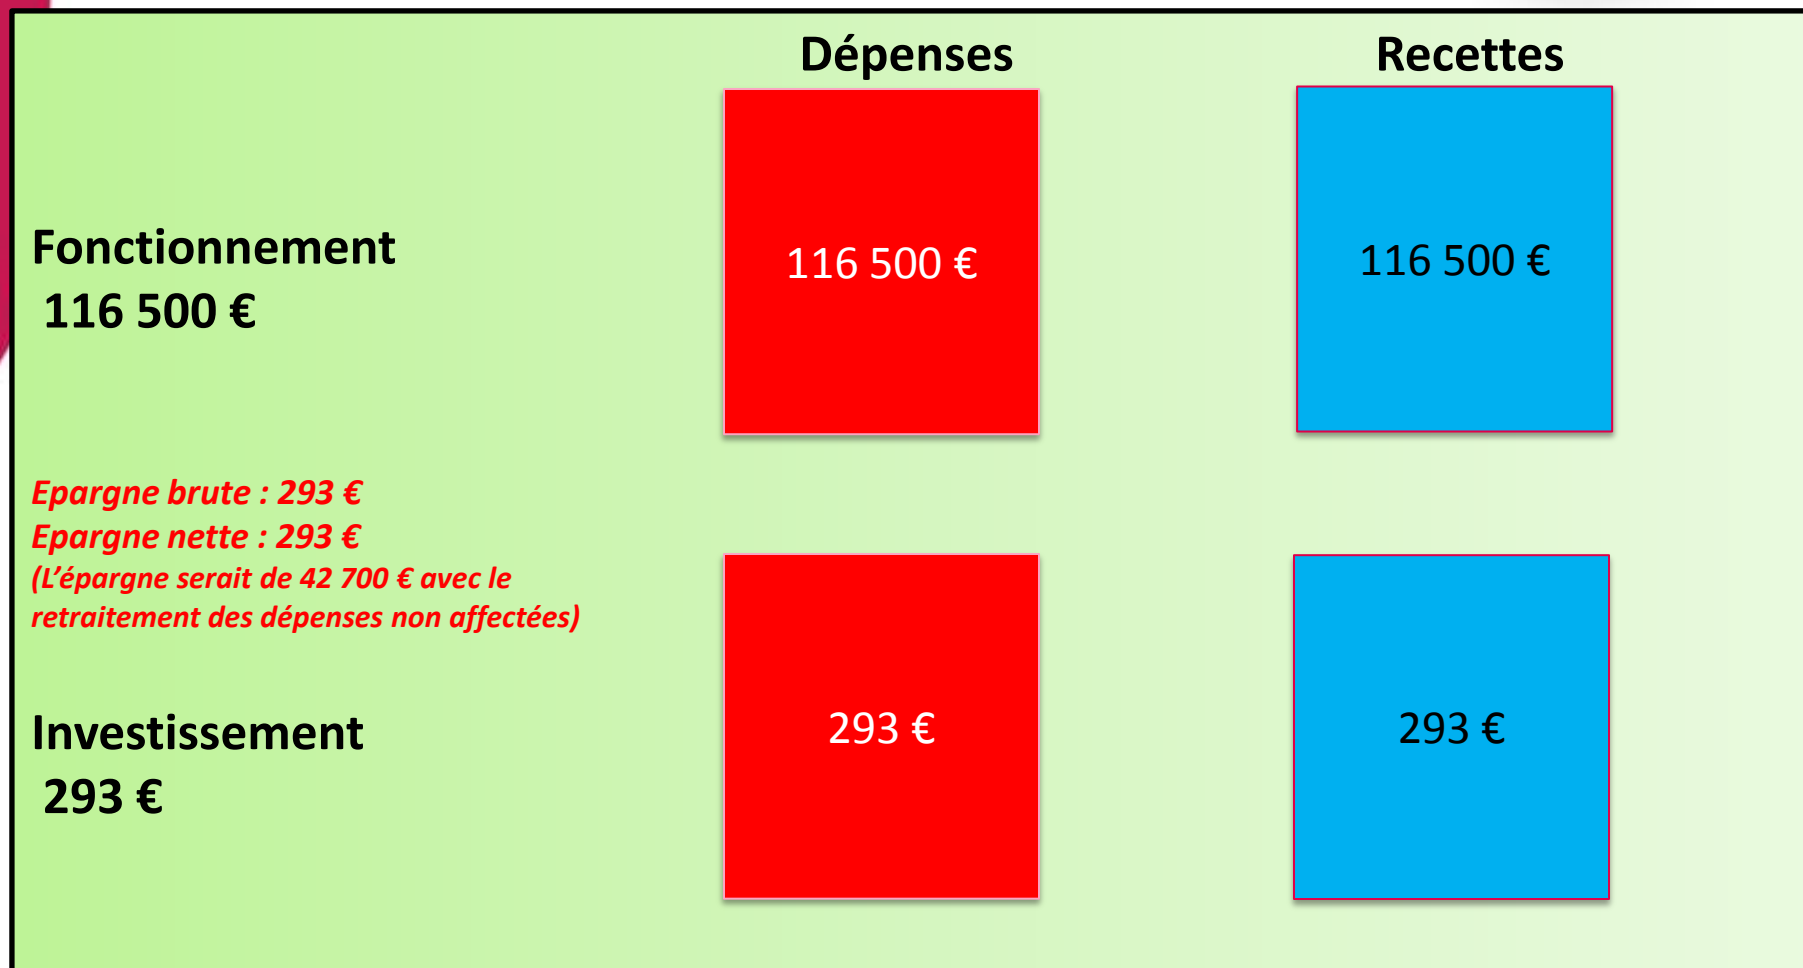 Dépenses
Recettes
Fonctionnement
116 500 €
116 500 €
116 500 €
Epargne brute : 293 €
Epargne nette : 293 €
(L'épargne serait de 42 700 € avec le
retraitement des dépenses non affectées)
Investissement
293 €
293 €
293 €